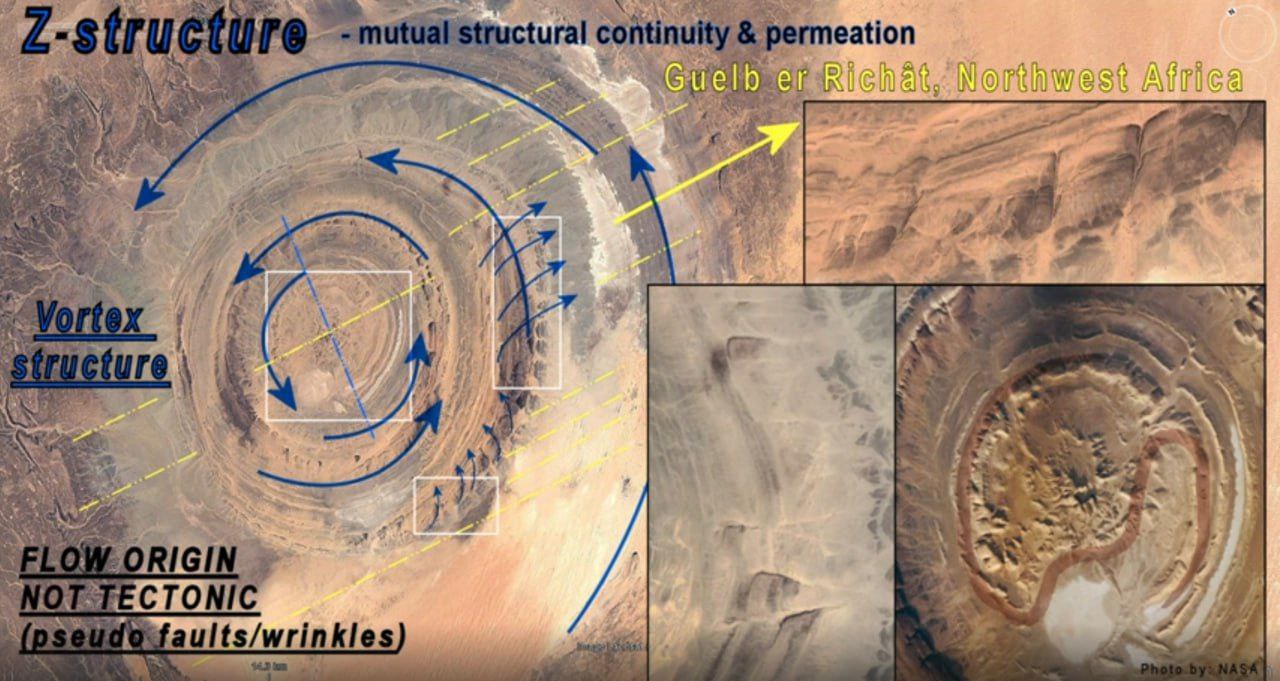 Z-structure - mutual structural continuity & permeation
Guelb er Richât, Northwest Africa
Vortex
structure
FLOW ORIGIN
NOT TECTONIC
(pseudo faults/wrinkles)
Photo by: NASA